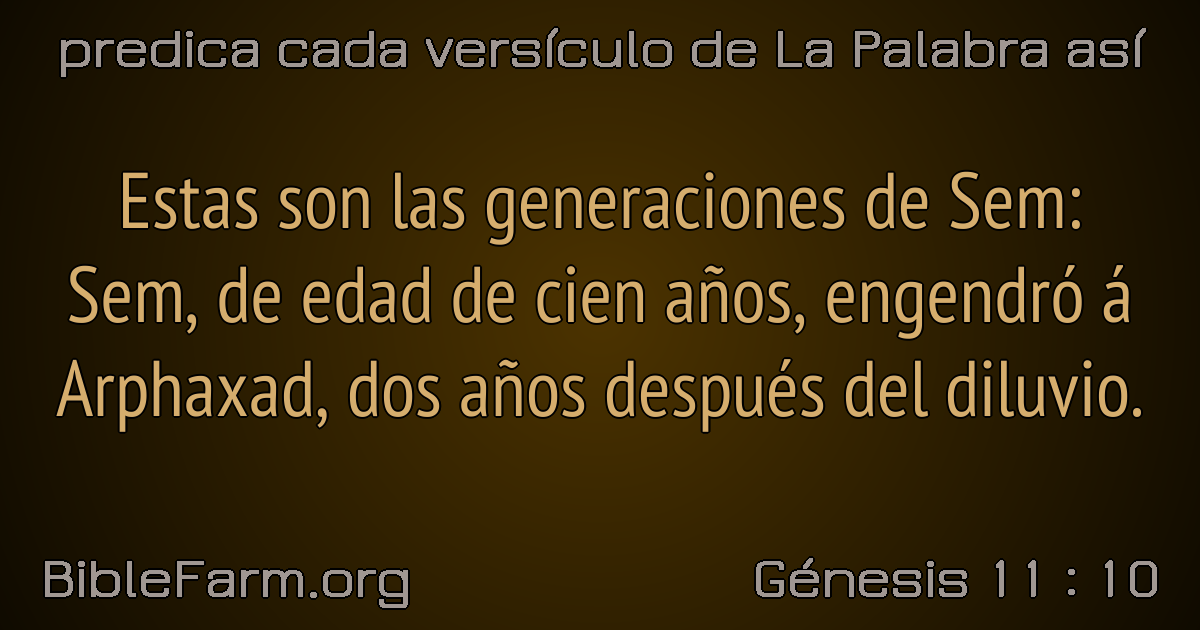 predica cada versículo de La Palabra así
Estas son las generaciones de Sem:
Sem, de edad de cien años, engendró á
Arphaxad, dos años después del diluvio.
BibleFarm.org
Génesis 11 : 10